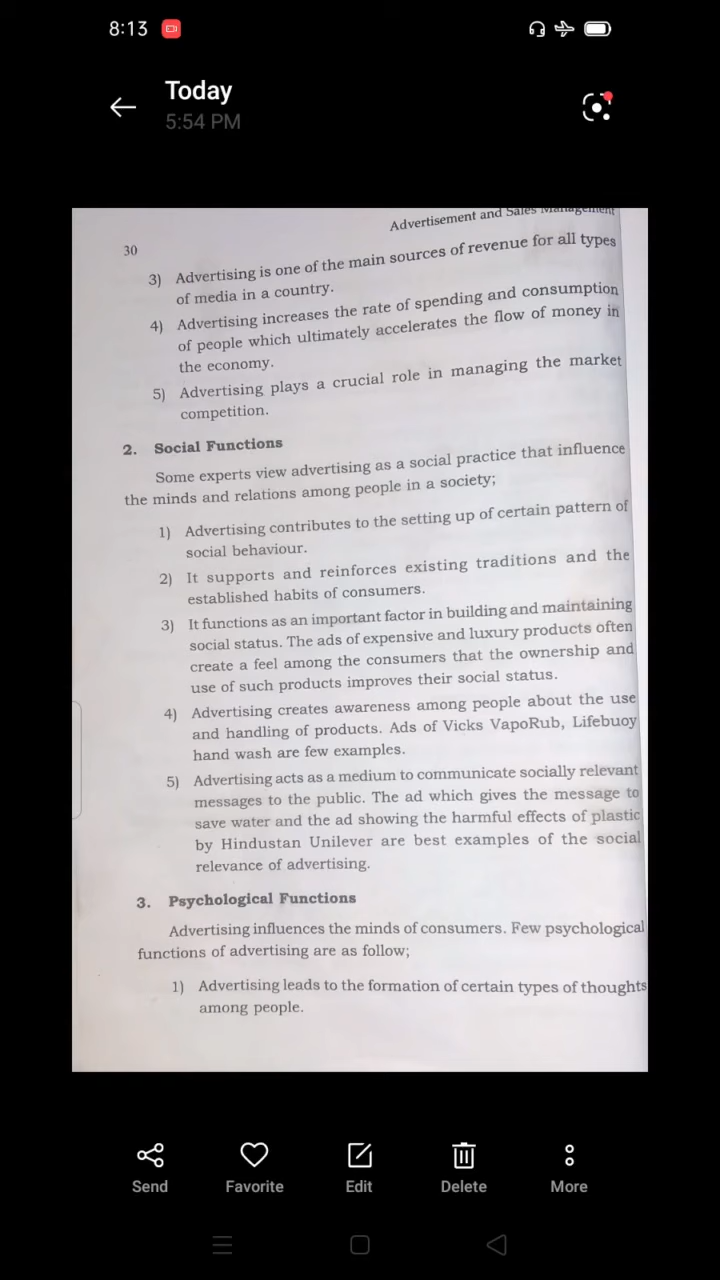 8:13
Today
5:54 PM
Advertisement and Sales Management
30
3) Advertising is one of the main sources of revenue for all types
of media in a country.
4) Advertising increases the rate of spending and consumption
of people which ultimately accelerates the flow of money in
the economy.
5) Advertising plays a crucial role in managing the market
competition.
2. Social Functions
Some experts view advertising as a social practice that influence
the minds and relations among people in a society;
1) Advertising contributes to the setting up of certain pattern of
social behaviour.
2) It supports and reinforces existing traditions and the
established habits of consumers.
3) It functions as an important factor in building and maintaining
social status. The ads of expensive and luxury products often
create a feel among the consumers that the ownership and
use of such products improves their social status.
4) Advertising creates awareness among people about the use
and handling of products. Ads of Vicks VapoRub, Lifebuoy
hand wash are few examples.
5) Advertising acts as a medium to communicate socially relevant
messages to the public. The ad which gives the message to
save water and the ad showing the harmful effects of plastic
by Hindustan Unilever are best examples of the social
relevance of advertising.
3. Psychological Functions
Advertising influences the minds of consumers. Few psychological
functions of advertising are as follow;
1) Advertising leads to the formation of certain types of thoughts
among people.
Send
Favorite
Edit
Delete
More